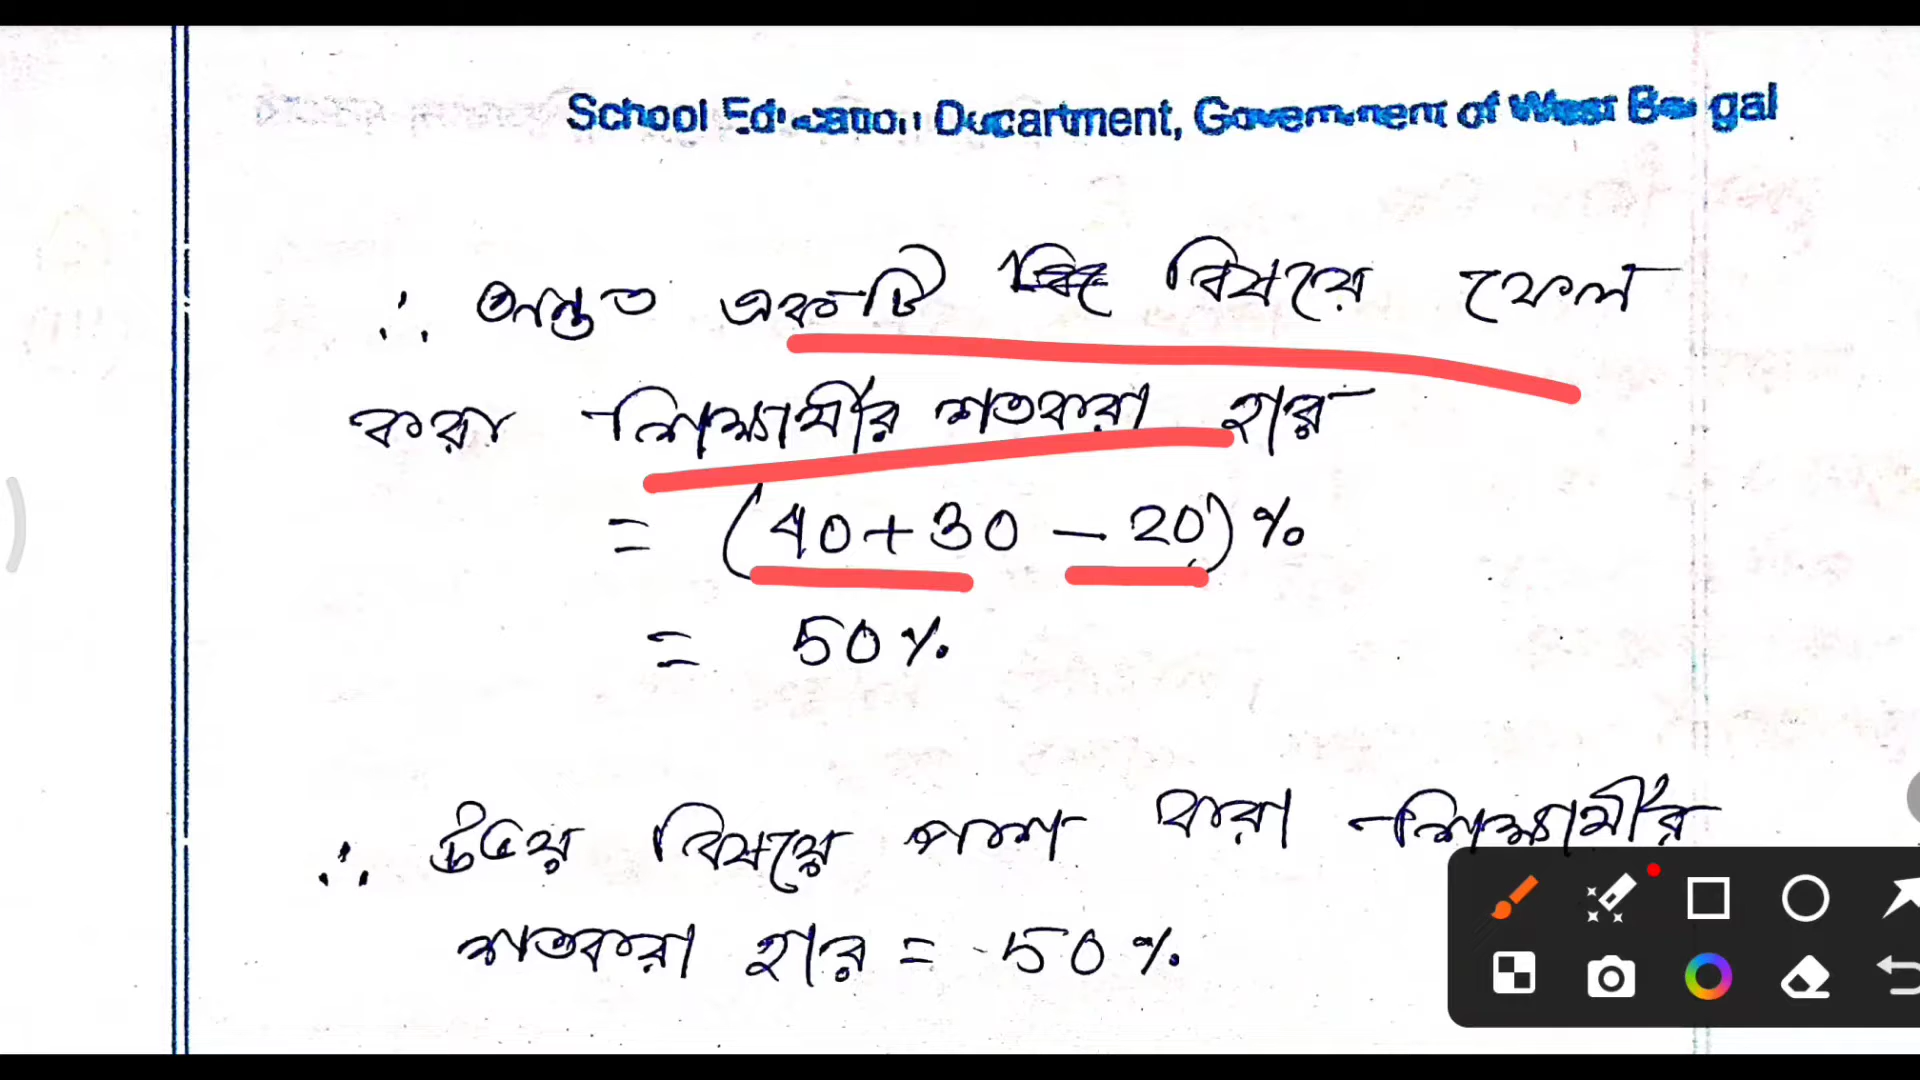 School Education Department, Government of West Bengal
∴ অন্তত একটি বিষয়ে ফেল
করা শিক্ষার্থীর শতকরা হার
= (40+30 - 20)%
= 50%
∴ উভয় বিষয়ে পাশ করা শিক্ষার্থীর
শতকরা হার = 50%.